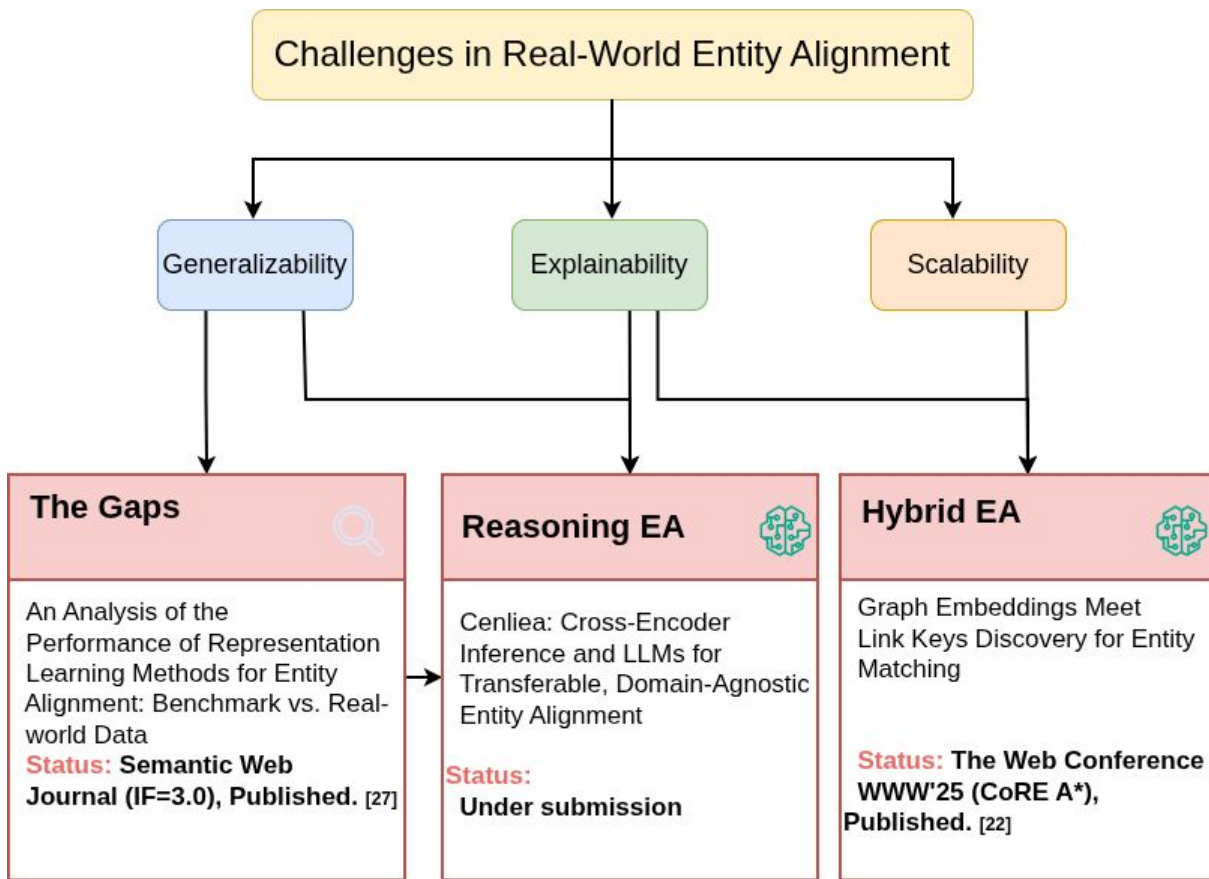 Challenges in Real-World Entity Alignment
Generalizability
Explainability
Scalability
The Gaps
An Analysis of the
Performance of Representation
Learning Methods for Entity
Alignment: Benchmark vs. Real-
world Data
Status: Semantic Web
Journal (IF=3.0), Published. [27]
Reasoning EA
Cenliea: Cross-Encoder
Inference and LLMs for
Transferable, Domain-Agnostic
Entity Alignment
Status:
Under submission
Hybrid EA
Graph Embeddings Meet
Link Keys Discovery for Entity
Matching
Status: The Web Conference
WWW'25 (CoRE A*),
Published. [22]